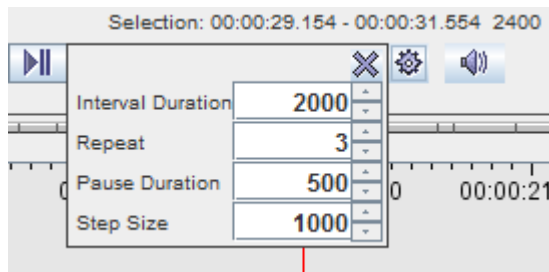 Selection: 00:00:29.154 - 00:00:31.554 2400
Interval Duration 2000
Repeat 3
Pause Duration 500
Step Size 1000
00:00:21